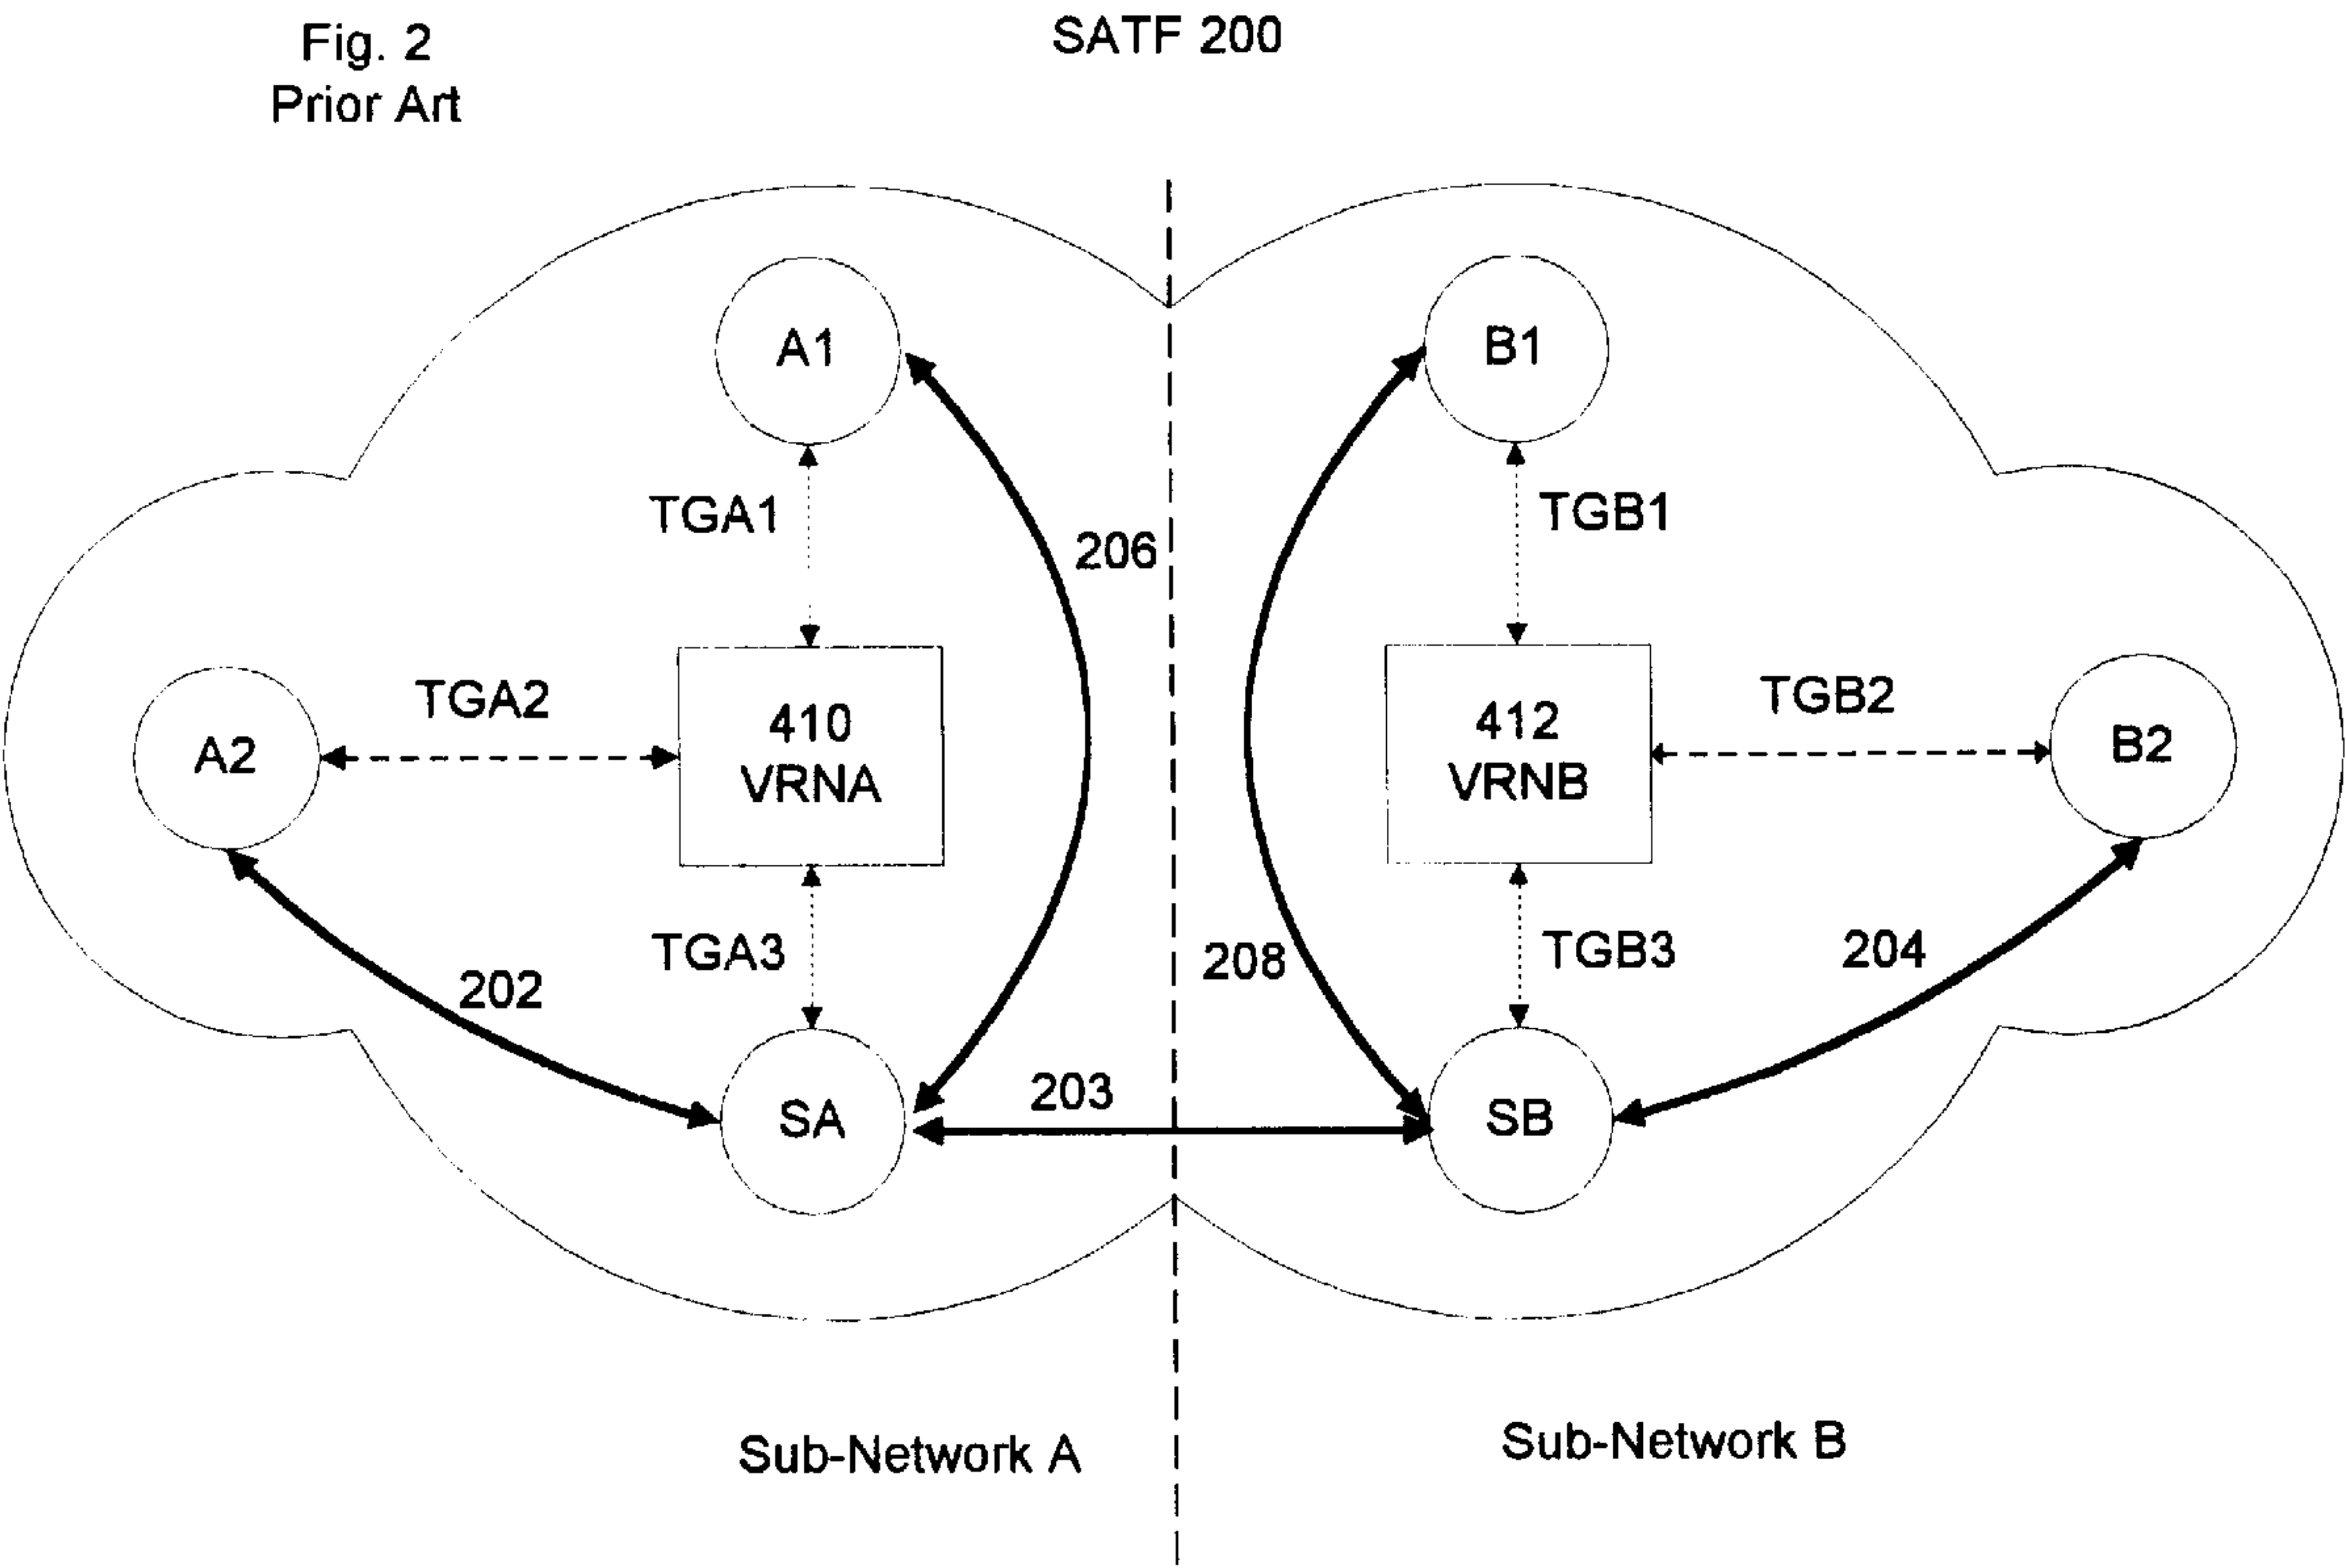 Fig. 2
Prior Art
SATF 200
A1
B1
TGA1
TGB1
206
TGA2
410
VRNA
A2
412
VRNB
TGB2
B2
TGA3
202
208
TGB3
204
203
SA
SB
Sub-Network A
Sub-Network B